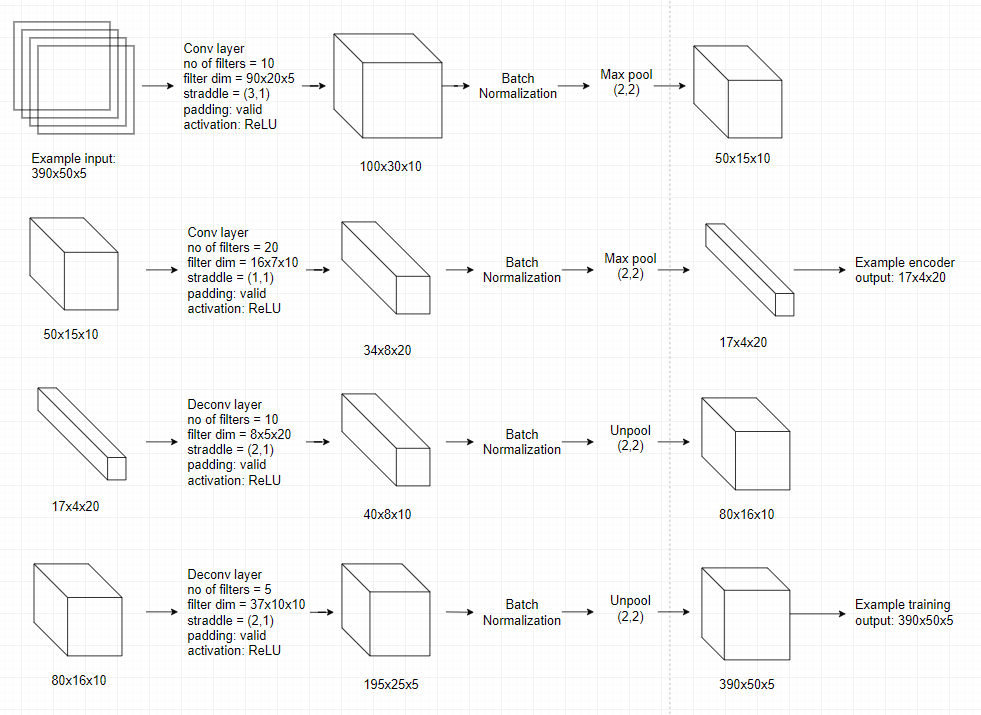 Conv layer
no of filters = 10
filter dim = 90x20x5
straddle = (3,1)
padding: valid
activation: ReLU
Batch
Normalization
Max pool
(2,2)
Example input:
390x50x5
100x30x10
50x15x10
Conv layer
no of filters = 20
filter dim = 16x7x10
straddle = (1,1)
padding: valid
activation: ReLU
Batch
Normalization
Max pool
(2,2)
Example encoder
output: 17x4x20
50x15x10
34x8x20
17x4x20
Deconv layer
no of filters = 10
filter dim = 8x5x20
straddle = (2,1)
padding: valid
activation: ReLU
Batch
Normalization
Unpool
(2,2)
17x4x20
40x8x10
80x16x10
Deconv layer
no of filters = 5
filter dim = 37x10x10
straddle = (2,1)
padding: valid
activation: ReLU
Batch
Normalization
Unpool
(2,2)
Example training
output: 390x50x5
80x16x10
195x25x5
390x50x5